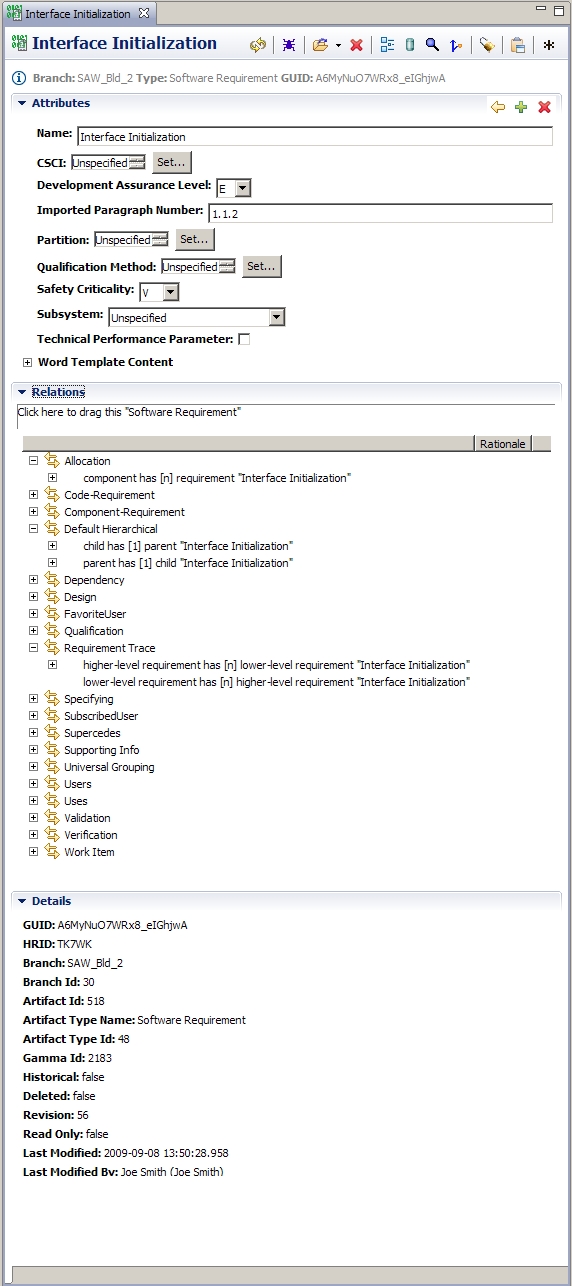 Interface Initialization
Interface Initialization
Branch: SAW_Bld_2 Type: Software Requirement GUID: A6MyNuO7WRx8_eIGhjwA
Attributes
Name: Interface Initialization
CSCI: Unspecified Set...
Development Assurance Level: E
Imported Paragraph Number: 1.1.2
Partition: Unspecified Set...
Qualification Method: Unspecified Set...
Safety Criticality: V
Subsystem: Unspecified
Technical Performance Parameter:
Word Template Content
Relations
Click here to drag this "Software Requirement"
Rationale
Allocation
component has [n] requirement "Interface Initialization"
Code-Requirement
Component-Requirement
Default Hierarchical
child has [1] parent "Interface Initialization"
parent has [1] child "Interface Initialization"
Dependency
Design
FavoriteUser
Qualification
Requirement Trace
higher-level requirement has [n] lower-level requirement "Interface Initialization"
lower-level requirement has [n] higher-level requirement "Interface Initialization"
Specifying
SubscribedUser
Supercedes
Supporting Info
Universal Grouping
Users
Uses
Validation
Verification
Work Item
Details
GUID: A6MyNuO7WRx8_eIGhjwA
HRID: TK7WK
Branch: SAW_Bld_2
Branch Id: 30
Artifact Id: 518
Artifact Type Name: Software Requirement
Artifact Type Id: 48
Gamma Id: 2183
Historical: false
Deleted: false
Revision: 56
Read Only: false
Last Modified: 2009-09-08 13:50:28.958
Last Modified By: Joe Smith (Joe Smith)